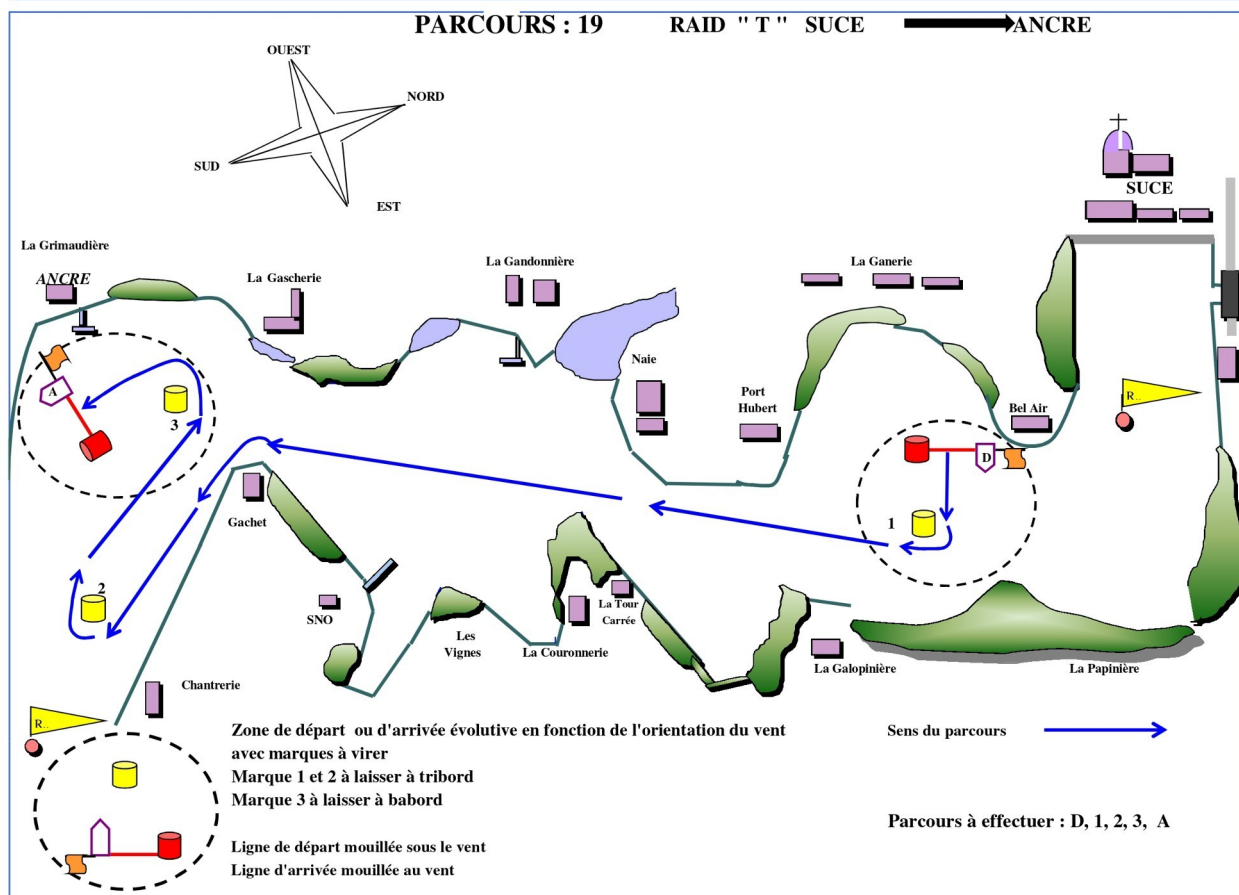 PARCOURS : 19 RAID " T " SUCE ANCRE
OUEST
NORD
SUD
EST
SUCE
La Grimaudière
ANCRE
La Gascherie
La Gandonnière
La Ganerie
Naie
Port
Hubert
Bel Air
R..
A
3
D
1
Gachet
2
SNO
Les
Vignes
La Couronnerie
La Tour
Carrée
La Galopinière
La Papinière
Chantrerie
R..
Zone de départ ou d'arrivée évolutive en fonction de l'orientation du vent
avec marques à virer
Marque 1 et 2 à laisser à tribord
Marque 3 à laisser à babord
Ligne de départ mouillée sous le vent
Ligne d'arrivée mouillée au vent
Sens du parcours
Parcours à effectuer : D, 1, 2, 3, A